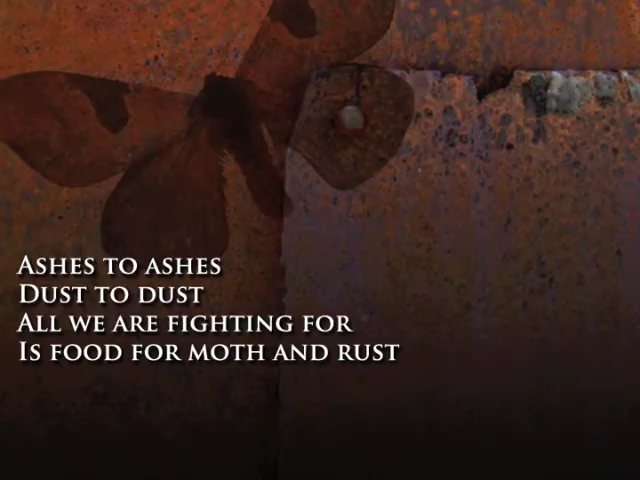 Ashes to ashes
Dust to dust
All we are fighting for
Is food for moth and rust